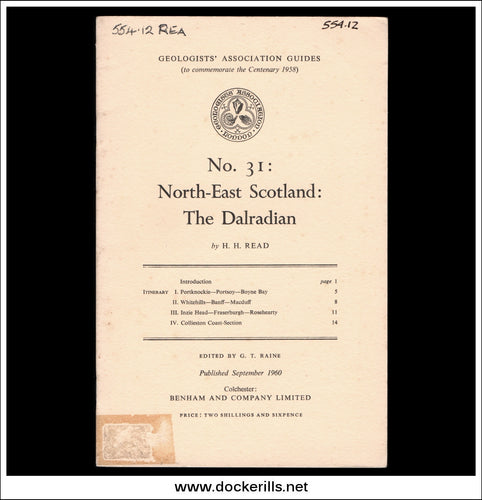 554.12 REA
554.12
GEOLOGISTS' ASSOCIATION GUIDES
(to commemorate the Centenary 1958)
No. 31:
North-East Scotland:
The Dalradian
by H. H. READ
Introduction page 1
ITINERARY I. Portknockie—Portsoy—Boyne Bay 5
II. Whitehills—Banff—Macduff 8
III. Inzie Head—Fraserburgh—Rosehearty 11
IV. Collieston Coast-Section 14
EDITED BY G. T. RAINE
Published September 1960
Colchester:
BENHAM AND COMPANY LIMITED
PRICE: TWO SHILLINGS AND SIXPENCE
www.dockerills.net